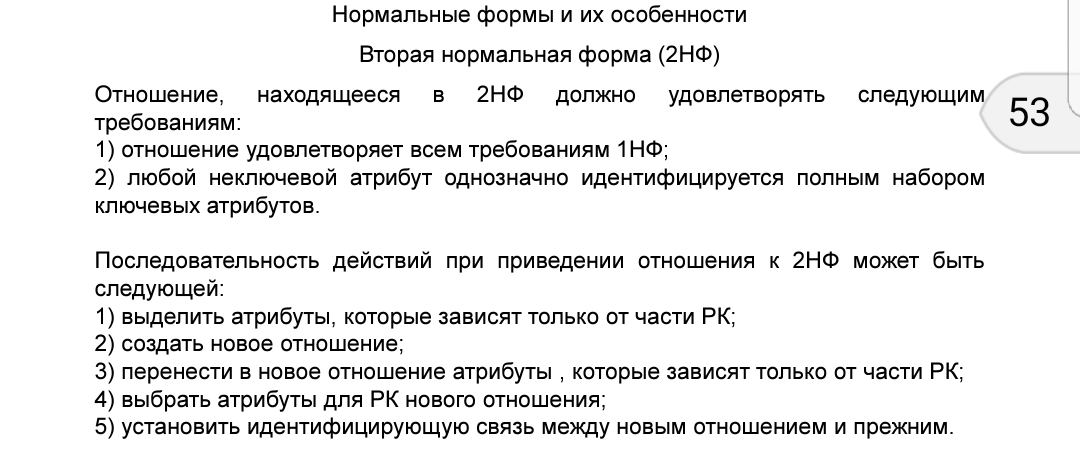 Нормальные формы и их особенности
Вторая нормальная форма (2НФ)
Отношение, находящееся в 2НФ должно удовлетворять следующим
требованиям:
1) отношение удовлетворяет всем требованиям 1НФ;
2) любой неключевой атрибут однозначно идентифицируется полным набором
ключевых атрибутов.
Последовательность действий при приведении отношения к 2НФ может быть
следующей:
1) выделить атрибуты, которые зависят только от части РК;
2) создать новое отношение;
3) перенести в новое отношение атрибуты , которые зависят только от части РК;
4) выбрать атрибуты для РК нового отношения;
5) установить идентифицирующую связь между новым отношением и прежним.
53